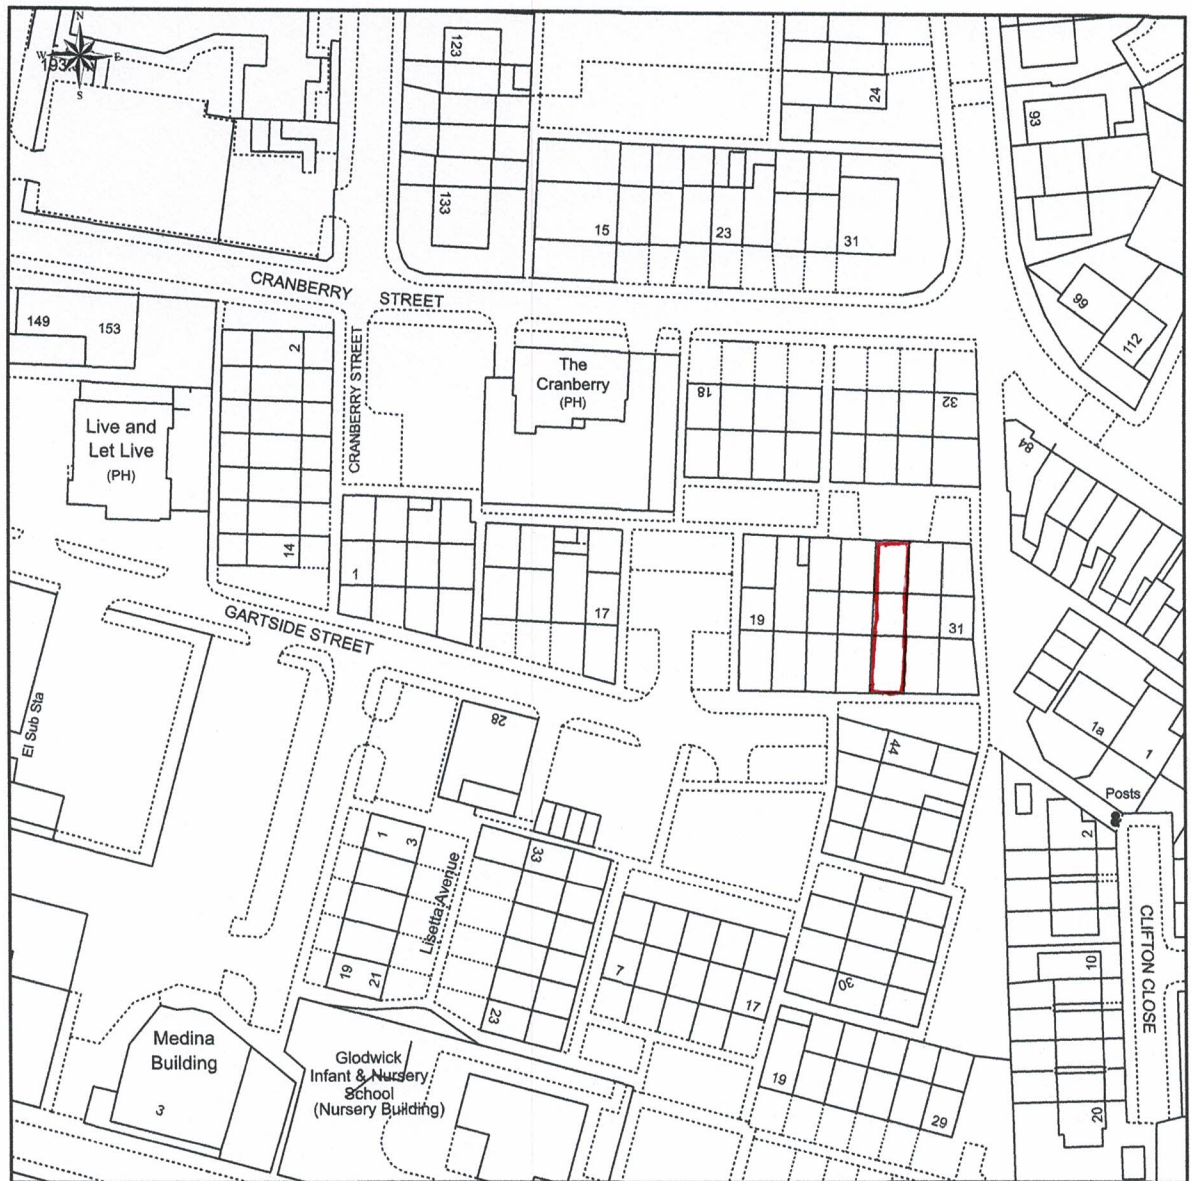 N
W
E
S
193.
123
24
93
133
15
23
31
99
112
CRANBERRY STREET
149
153
2
CRANBERRY STREET
The
Cranberry
(PH)
18
32
Live and
Let Live
(PH)
84
14
1
17
19
31
GARTSIDE STREET
El Sub Sta
28
44
1a
1
Posts
1
3
33
2
Lisetta Avenue
19
21
23
7
17
30
10
CLIFTON CLOSE
Medina
Building
3
Glodwick
Infant & Nursery
School
(Nursery Building)
19
29
20